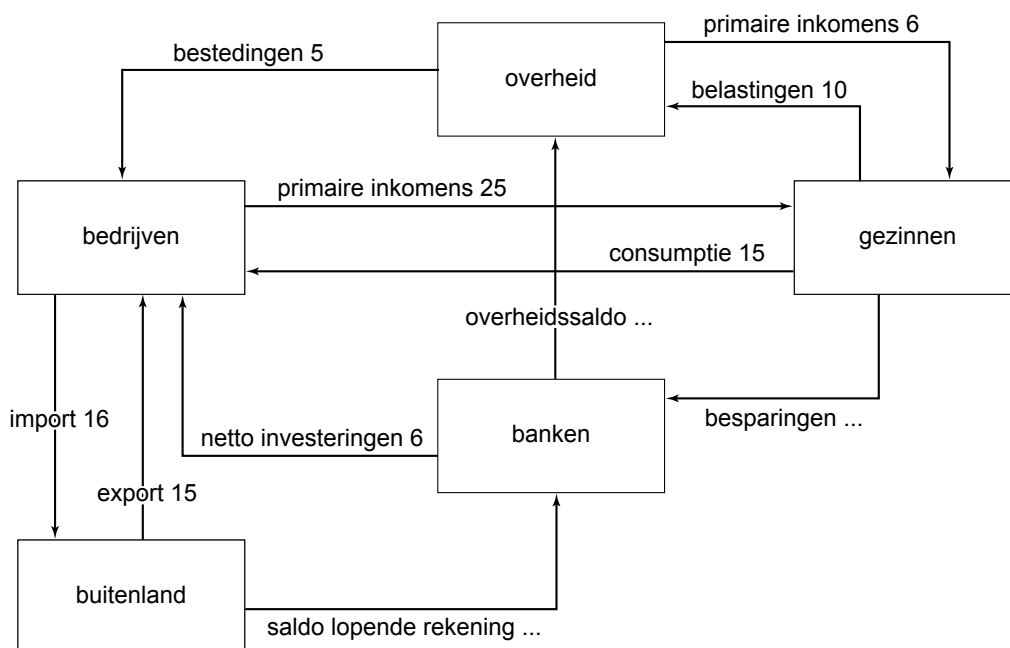 primaire inkomens 6
bestedingen 5
overheid
belastingen 10
primaire inkomens 25
bedrijven
gezinnen
consumptie 15
overheidssaldo ...
import 16
netto investeringen 6
banken
besparingen ...
export 15
buitenland
saldo lopende rekening ...